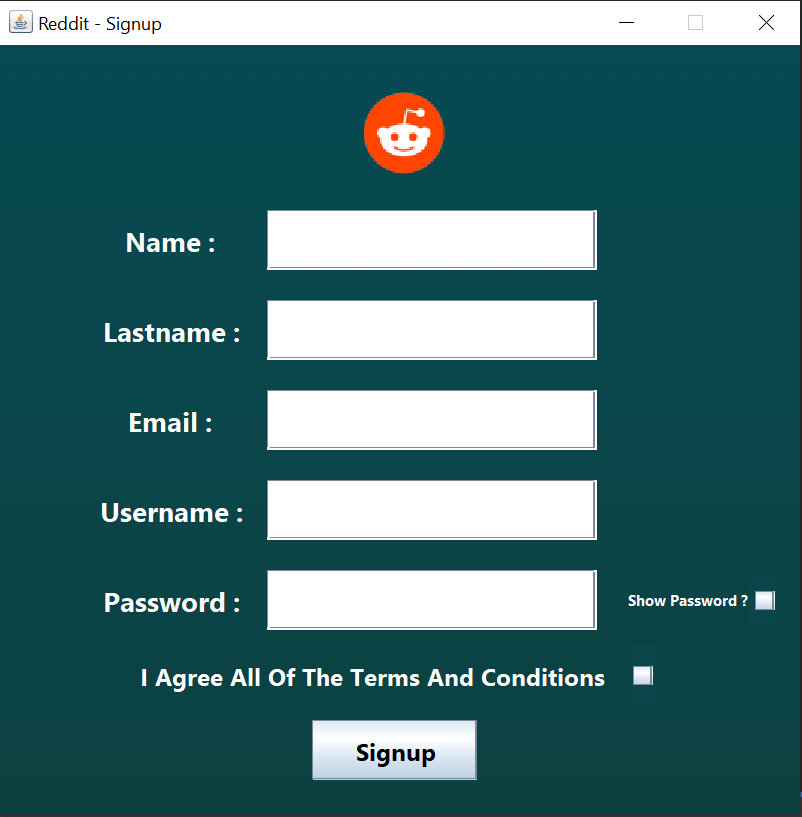 Reddit - Signup
Name :
Lastname :
Email :
Username :
Password :
Show Password ?
I Agree All Of The Terms And Conditions
Signup